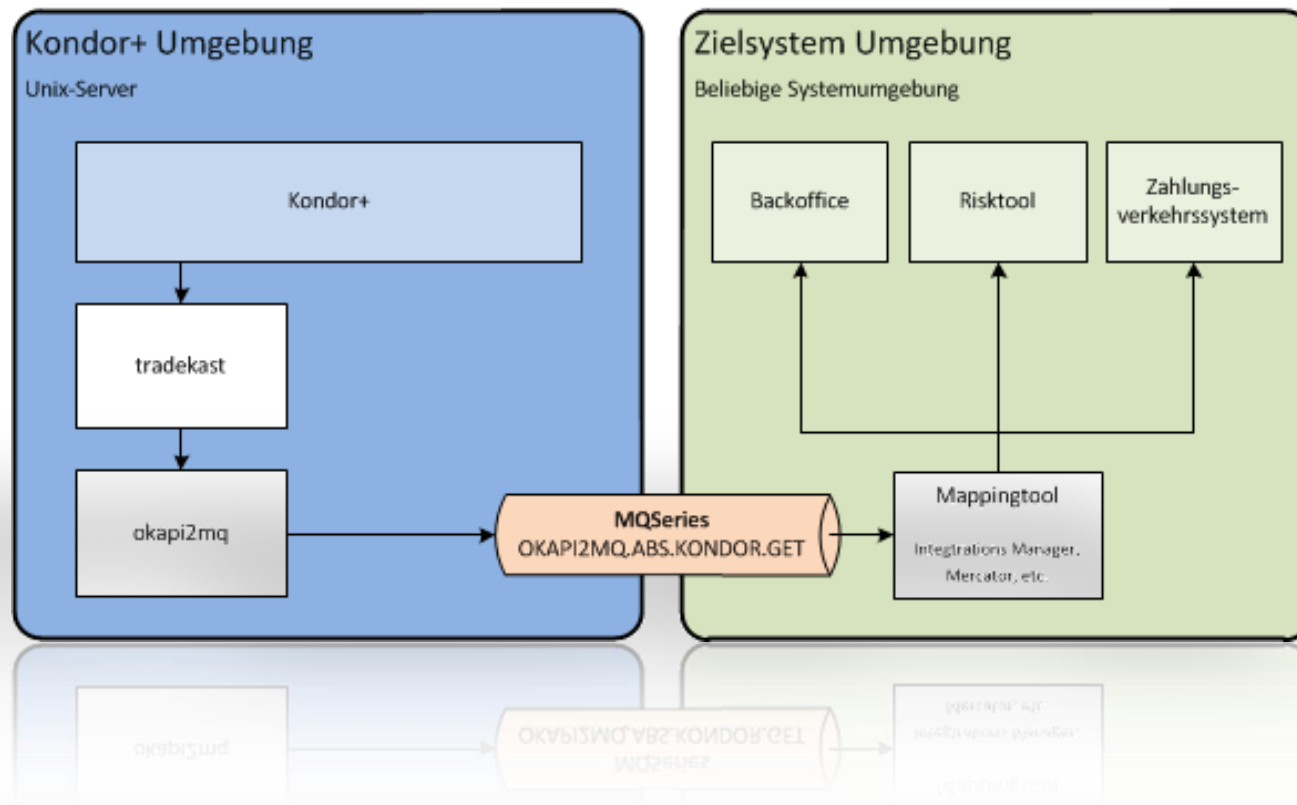 Kondor+ Umgebung
Unix-Server
Kondor+
tradekast
okapi2mq
MQSeries
OKAPI2MQ.ABS.KONDOR.GET
Zielsystem Umgebung
Beliebige Systemumgebung
Backoffice
Risktool
Zahlungs-
verkehrssystem
Mappingtool
Integtrations Manager,
Mercator, etc.